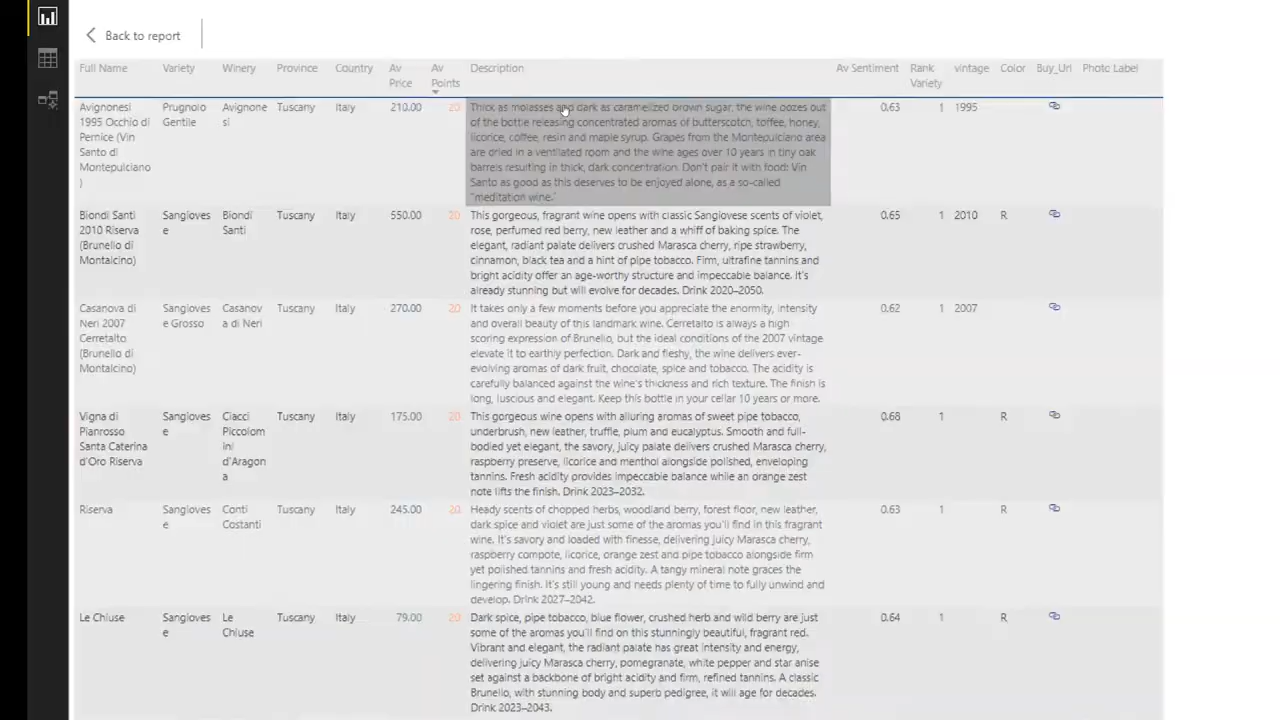 Back to report
Full Name Variety Winery Province Country Av Price Av Points Description Av Sentiment Rank Variety vintage Color Buy_Url Photo Label
Avignonesi Prugnolo Avigno​ne Tuscany Italy 210.00 20 Thick as molasses and dark as caramelized brown sugar, the wine oozes out 0.63 1 1995
1995 Occhio di Gentile si of the bottle releasing concentrated aromas of butterscotch, toffee, honey,
Pernice (Vin licorice, coffee, resin and maple syrup. Grapes from the Montepulciano area
Santo di are dried in a ventilated room and the wine ages over 10 years in tiny oak
Montepulciano barrels resulting in thick, dark concentration. Don't pair it with food: Vin
) Santo as good as this deserves to be enjoyed alone, as a so-called
"meditation wine."
Biondi Santi Sangioves Biondi Tuscany Italy 550.00 20 This gorgeous, fragrant wine opens with classic Sangiovese scents of violet, 0.65 1 2010 R
2010 Riserva e Santi rose, perfumed red berry, new leather and a whiff of baking spice. The
(Brunello di elegant, radiant palate delivers crushed Marasca cherry, ripe strawberry,
Montalcino) cinnamon, black tea and a hint of pipe tobacco. Firm, ultrafine tannins and
bright acidity offer an age-worthy structure and impeccable balance. It's
already stunning but will evolve for decades. Drink 2020–2050.
Casanova di Sangioves Casanov Tuscany Italy 270.00 20 It takes only a few moments before you appreciate the enormity, intensity 0.62 1 2007
Neri 2007 e Grosso a di Neri and overall beauty of this landmark wine. Cerretalto is always a high
Cerretalto scoring expression of Brunello, but the ideal conditions of the 2007 vintage
(Brunello di elevate it to earthly perfection. Dark and fleshy, the wine delivers ever-
Montalcino) evolving aromas of dark fruit, chocolate, spice and tobacco. The acidity is
carefully balanced against the wine's thickness and rich texture. The finish is
long, luscious and elegant. Keep this bottle in your cellar 10 years or more.
Vigna di Sangioves Ciacci Tuscany Italy 175.00 20 This gorgeous wine opens with alluring aromas of sweet pipe tobacco, 0.68 1 R
Pianrosso e Piccolom underbrush, new leather, truffle, plum and eucalyptus. Smooth and full-
Santa Caterina ini bodied yet elegant, the savory, juicy palate delivers crushed Marasca cherry,
d'Oro Riserva d'Aragon raspberry preserve, licorice and menthol alongside polished, enveloping
a tannins. Fresh acidity provides impeccable balance while an orange zest
note lifts the finish. Drink 2023–2032.
Riserva Sangioves Conti Tuscany Italy 245.00 20 Heady scents of chopped herbs, woodland berry, forest floor, new leather, 0.63 1 R
e Costanti dark spice and violet are just some of the aromas you'll find in this fragrant
wine. It's savory and loaded with finesse, delivering juicy Marasca cherry,
raspberry compote, licorice, orange zest and pipe tobacco alongside firm
yet polished tannins and fresh acidity. A tangy mineral note graces the
lingering finish. It's still young and needs plenty of time to fully unwind and
develop. Drink 2027–2042.
Le Chiuse Sangioves Le Tuscany Italy 79.00 20 Dark spice, pipe tobacco, blue flower, crushed herb and wild berry are just 0.64 1 R
e Chiuse some of the aromas you'll find on this stunningly beautiful, fragrant red.
Vibrant and elegant, the radiant palate has great intensity and energy,
delivering juicy Marasca cherry, pomegranate, white pepper and star anise
set against a backbone of bright acidity and firm, refined tannins. A classic
Brunello, with stunning body and superb pedigree, it will age for decades.
Drink 2023–2043.